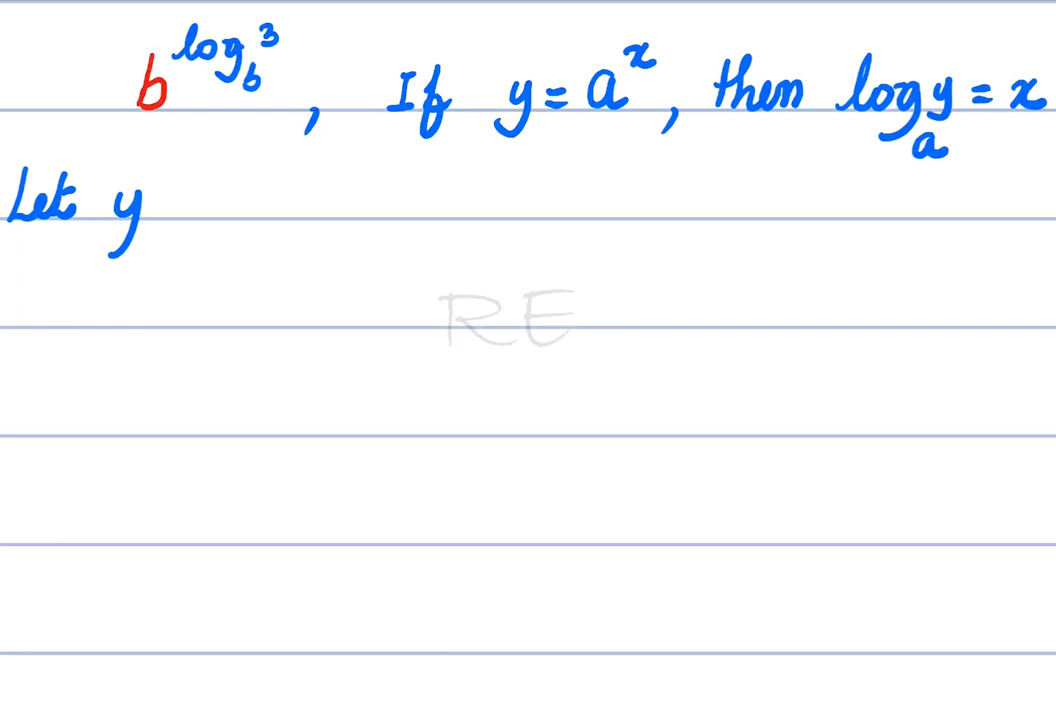 b^{log_b 3}, If y = a^x, then log_a y = x
Let y
RE